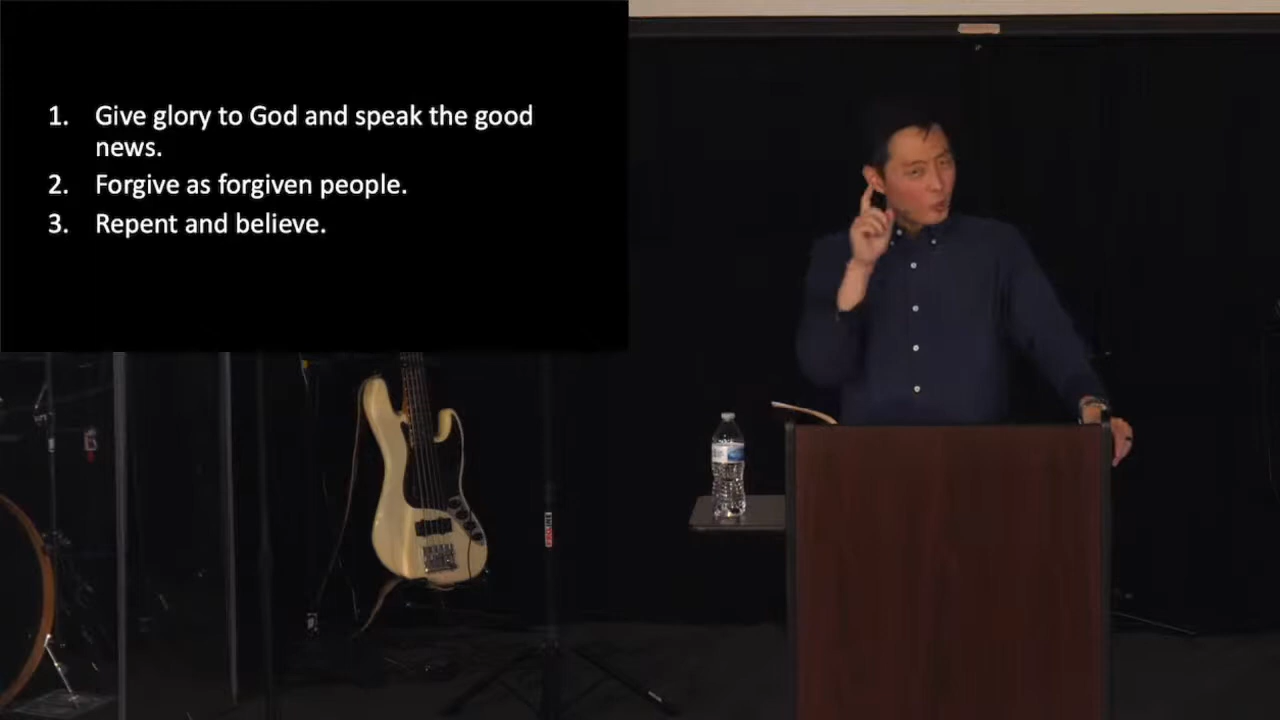 1. Give glory to God and speak the good
news.
2. Forgive as forgiven people.
3. Repent and believe.